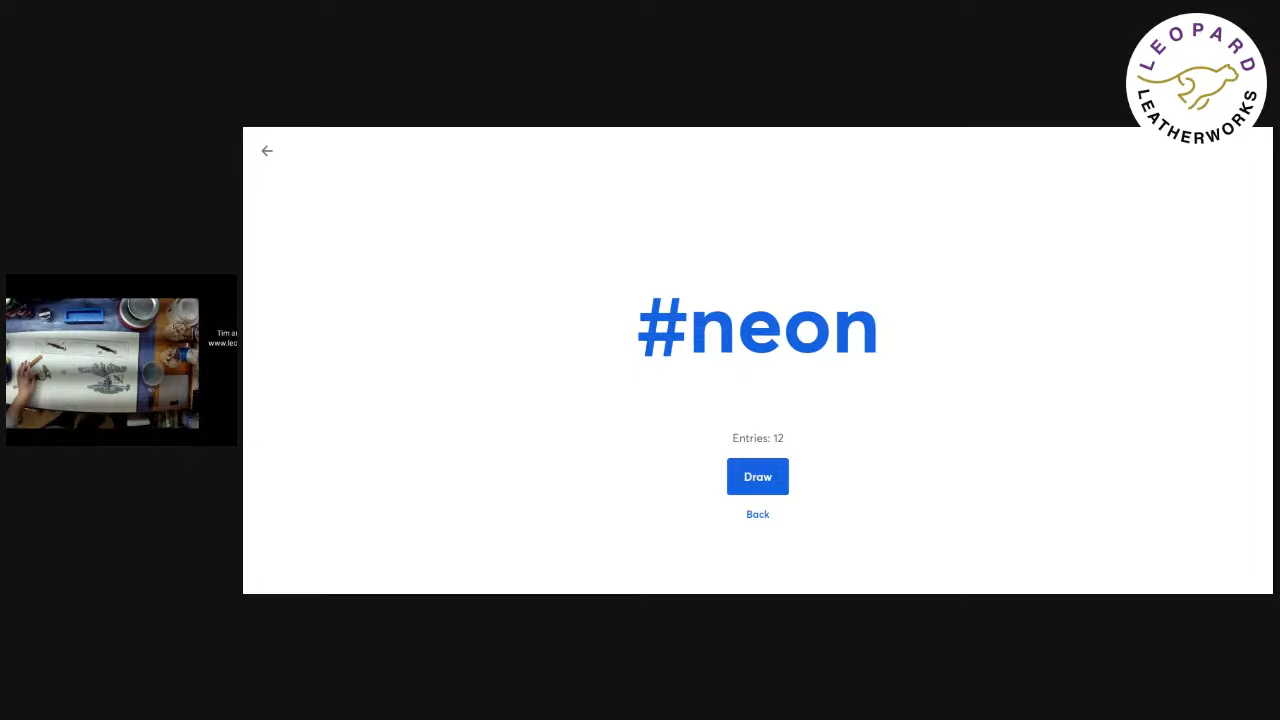 LEOPARD
LEATHERWORKS
#neon
Entries: 12
Draw
Back